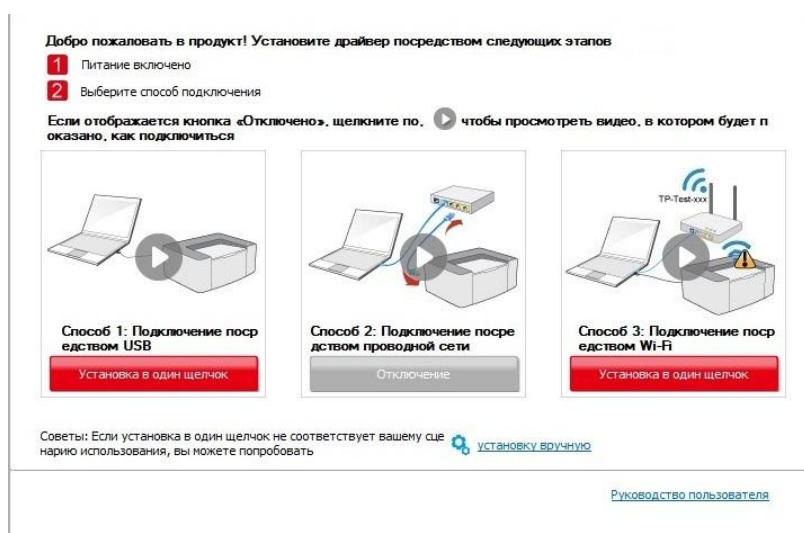 Добро пожаловать в продукт! Установите драйвер посредством следующих этапов
1 Питание включено
2 Выберите способ подключения
Если отображается кнопка «Отключено», щелкните по, чтобы просмотреть видео, в котором будет п
оказано, как подключиться
TP-Test-xxx
Способ 1: Подключение поср
едством USB
Установка в один щелчок
Способ 2: Подключение посре
дством проводной сети
Отключение
Способ 3: Подключение поср
едством Wi-Fi
Установка в один щелчок
Советы: Если установка в один щелчок не соответствует вашему сце
нарию использования, вы можете попробовать
установку вручную
Руководство пользователя